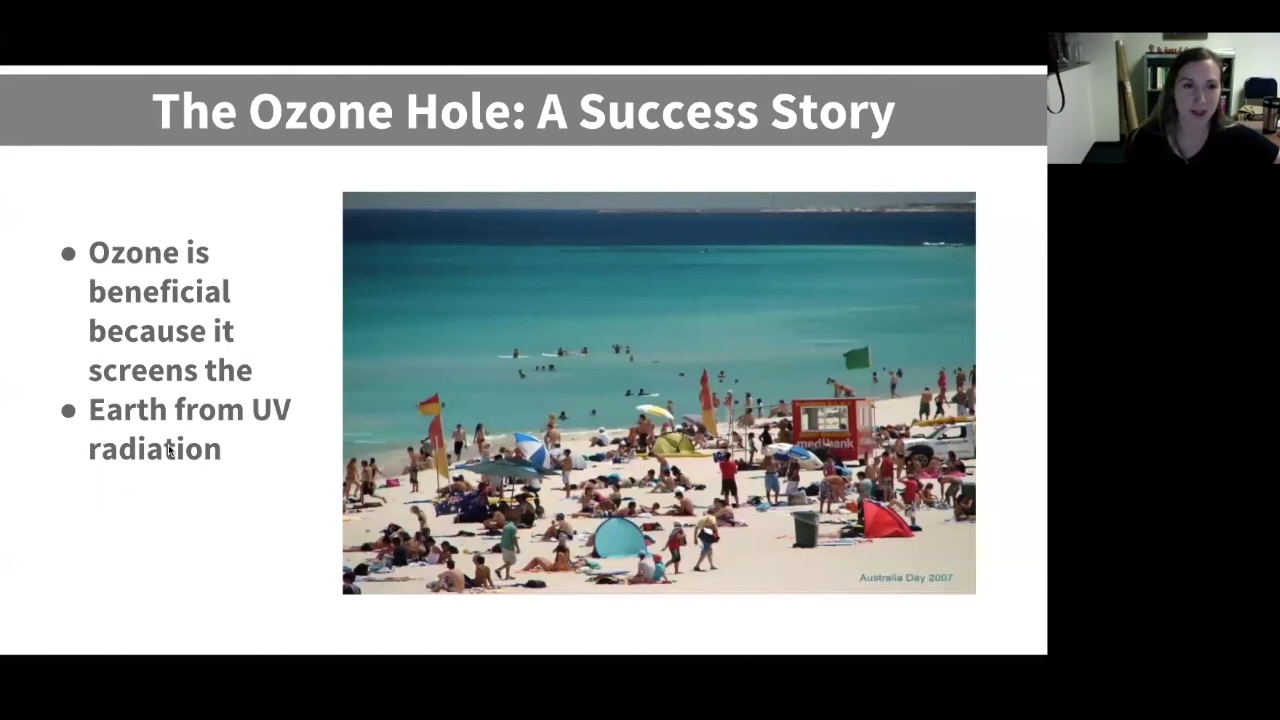 The Ozone Hole: A Success Story
● Ozone is
beneficial
because it
screens the
● Earth from UV
radiation
medibank
Australia Day 2007